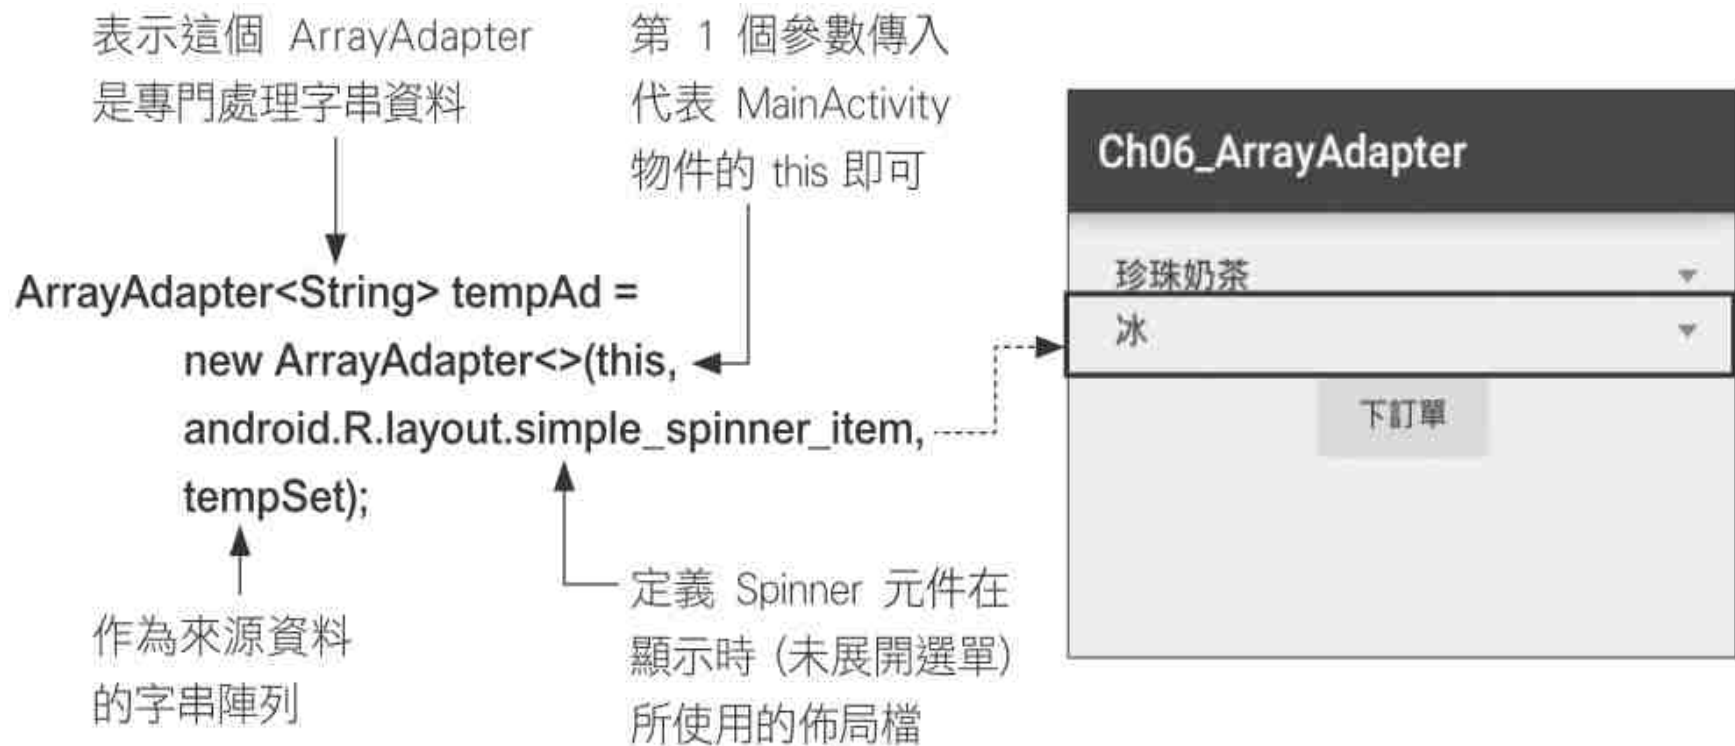 表示這個 ArrayAdapter
是專門處理字串資料
第 1 個參數傳入
代表 MainActivity
物件的 this 即可
ArrayAdapter<String> tempAd =
new ArrayAdapter<>(this,
android.R.layout.simple_spinner_item,
tempSet);
作為來源資料
的字串陣列
定義 Spinner 元件在
顯示時 (未展開選單)
所使用的佈局檔
Ch06_ArrayAdapter
珍珠奶茶
冰
下訂單